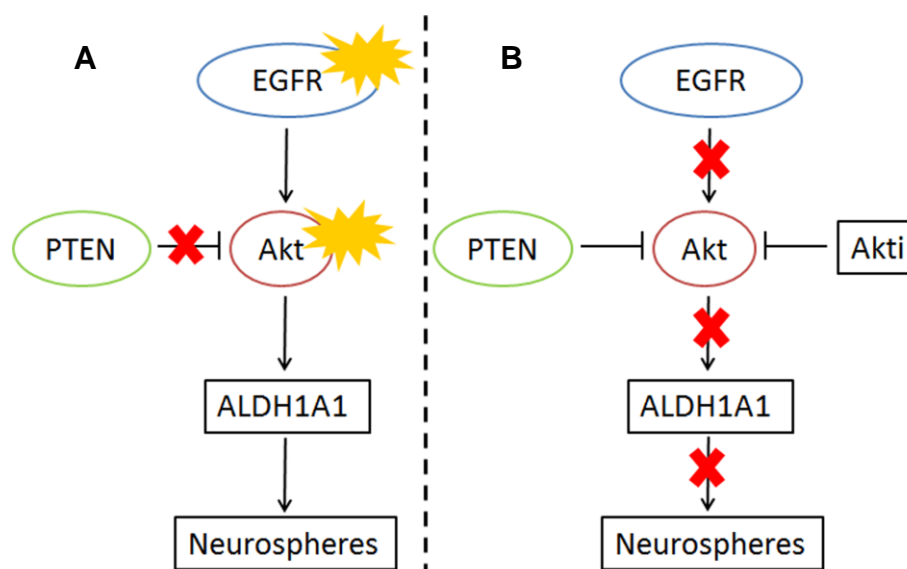 A
EGFR
PTEN
Akt
ALDH1A1
Neurospheres
B
EGFR
PTEN
Akt
Akti
ALDH1A1
Neurospheres